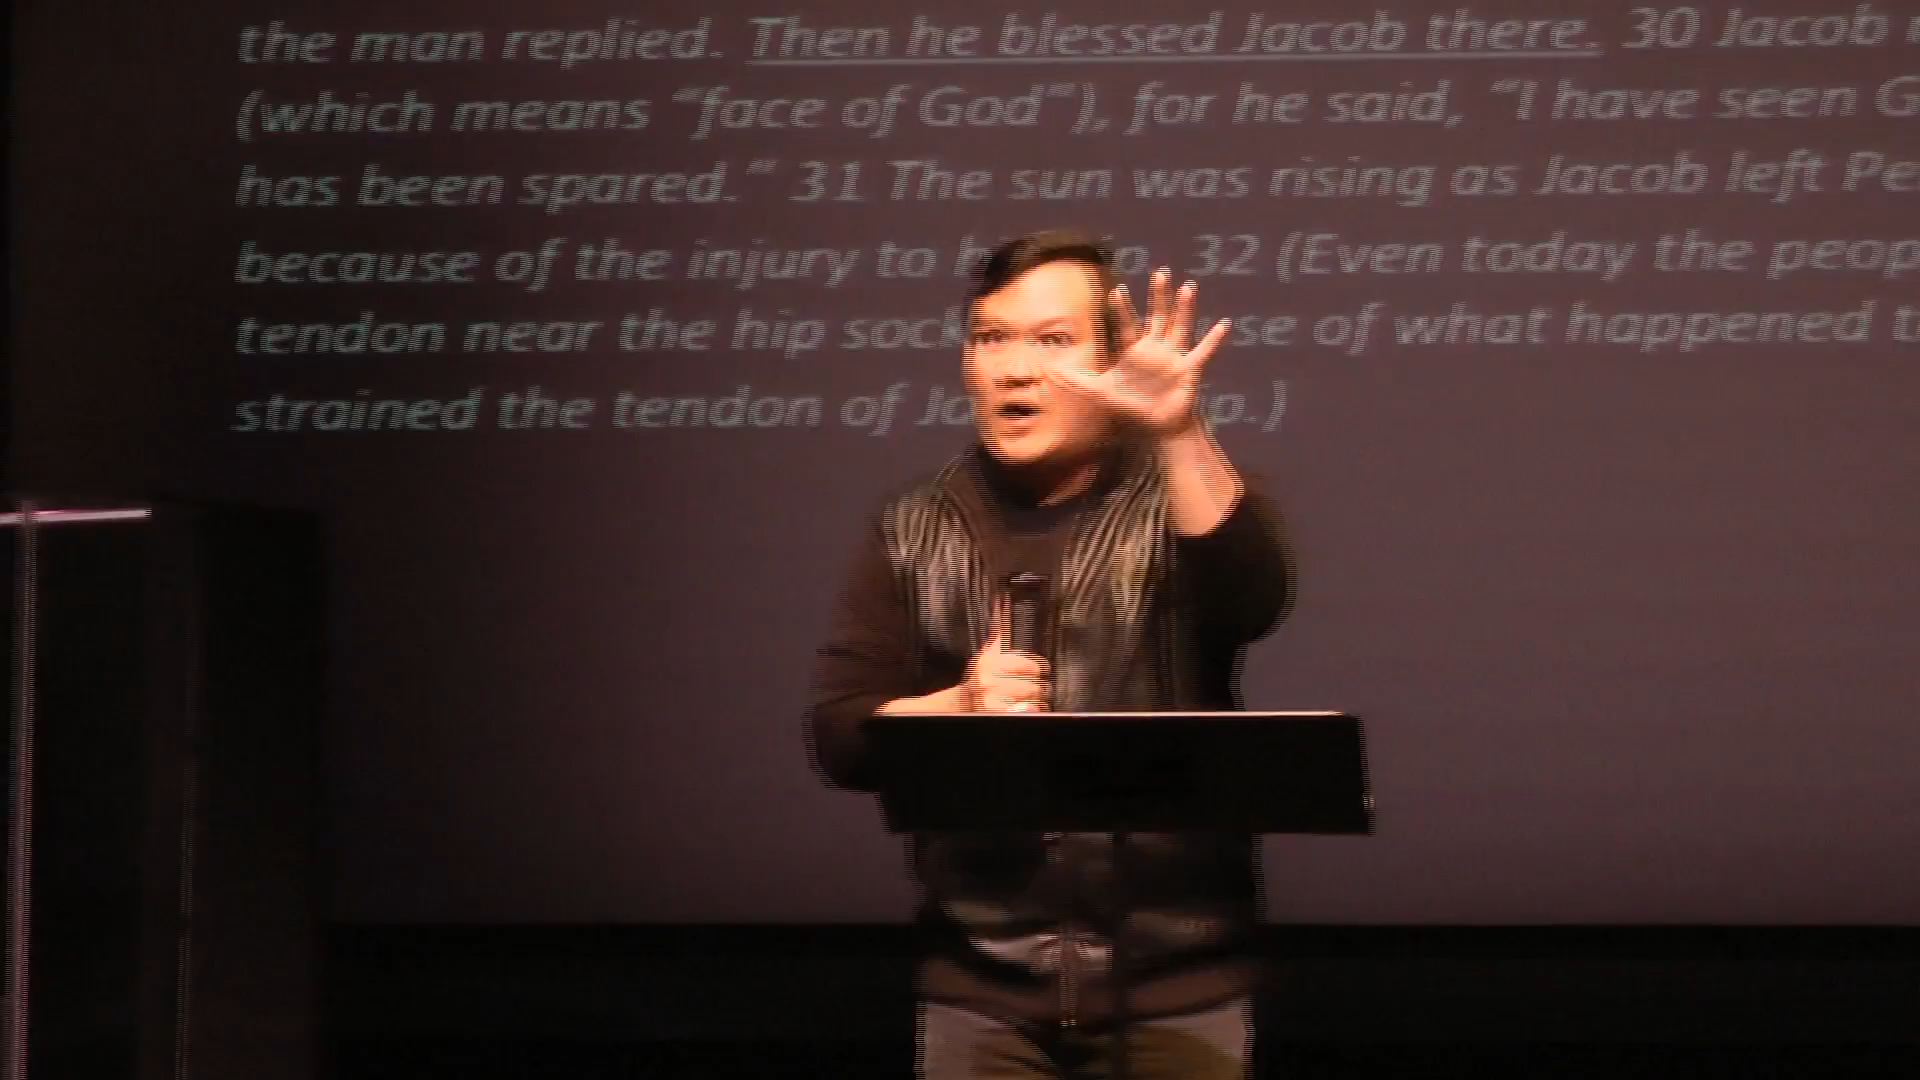 the man replied. Then he blessed Jacob there. 30 Jacob
(which means “face of God”), for he said, “I have seen
has been spared.” 31 The sun was rising as Jacob left
because of the injury to 32 (Even today the
tendon near the hip of what happened
strained the tendon of